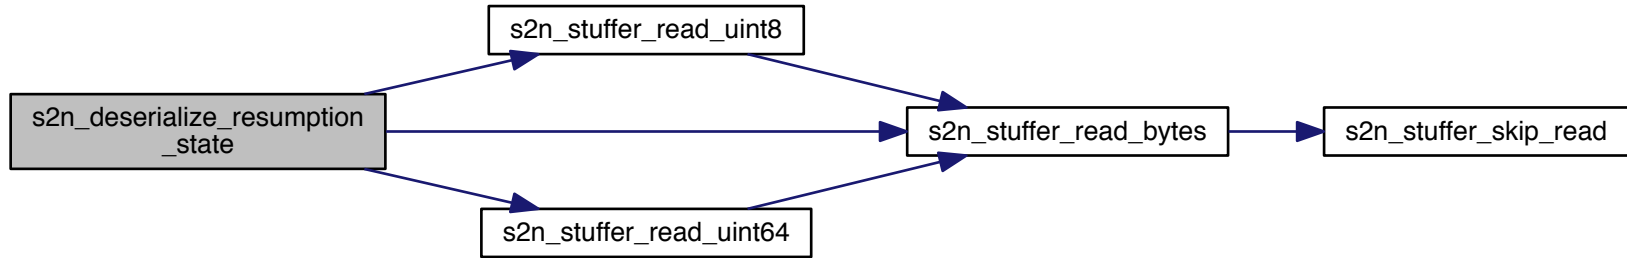 s2n_stuffer_read_uint8
s2n_deserialize_resumption
_state
s2n_stuffer_read_bytes
s2n_stuffer_skip_read
s2n_stuffer_read_uint64